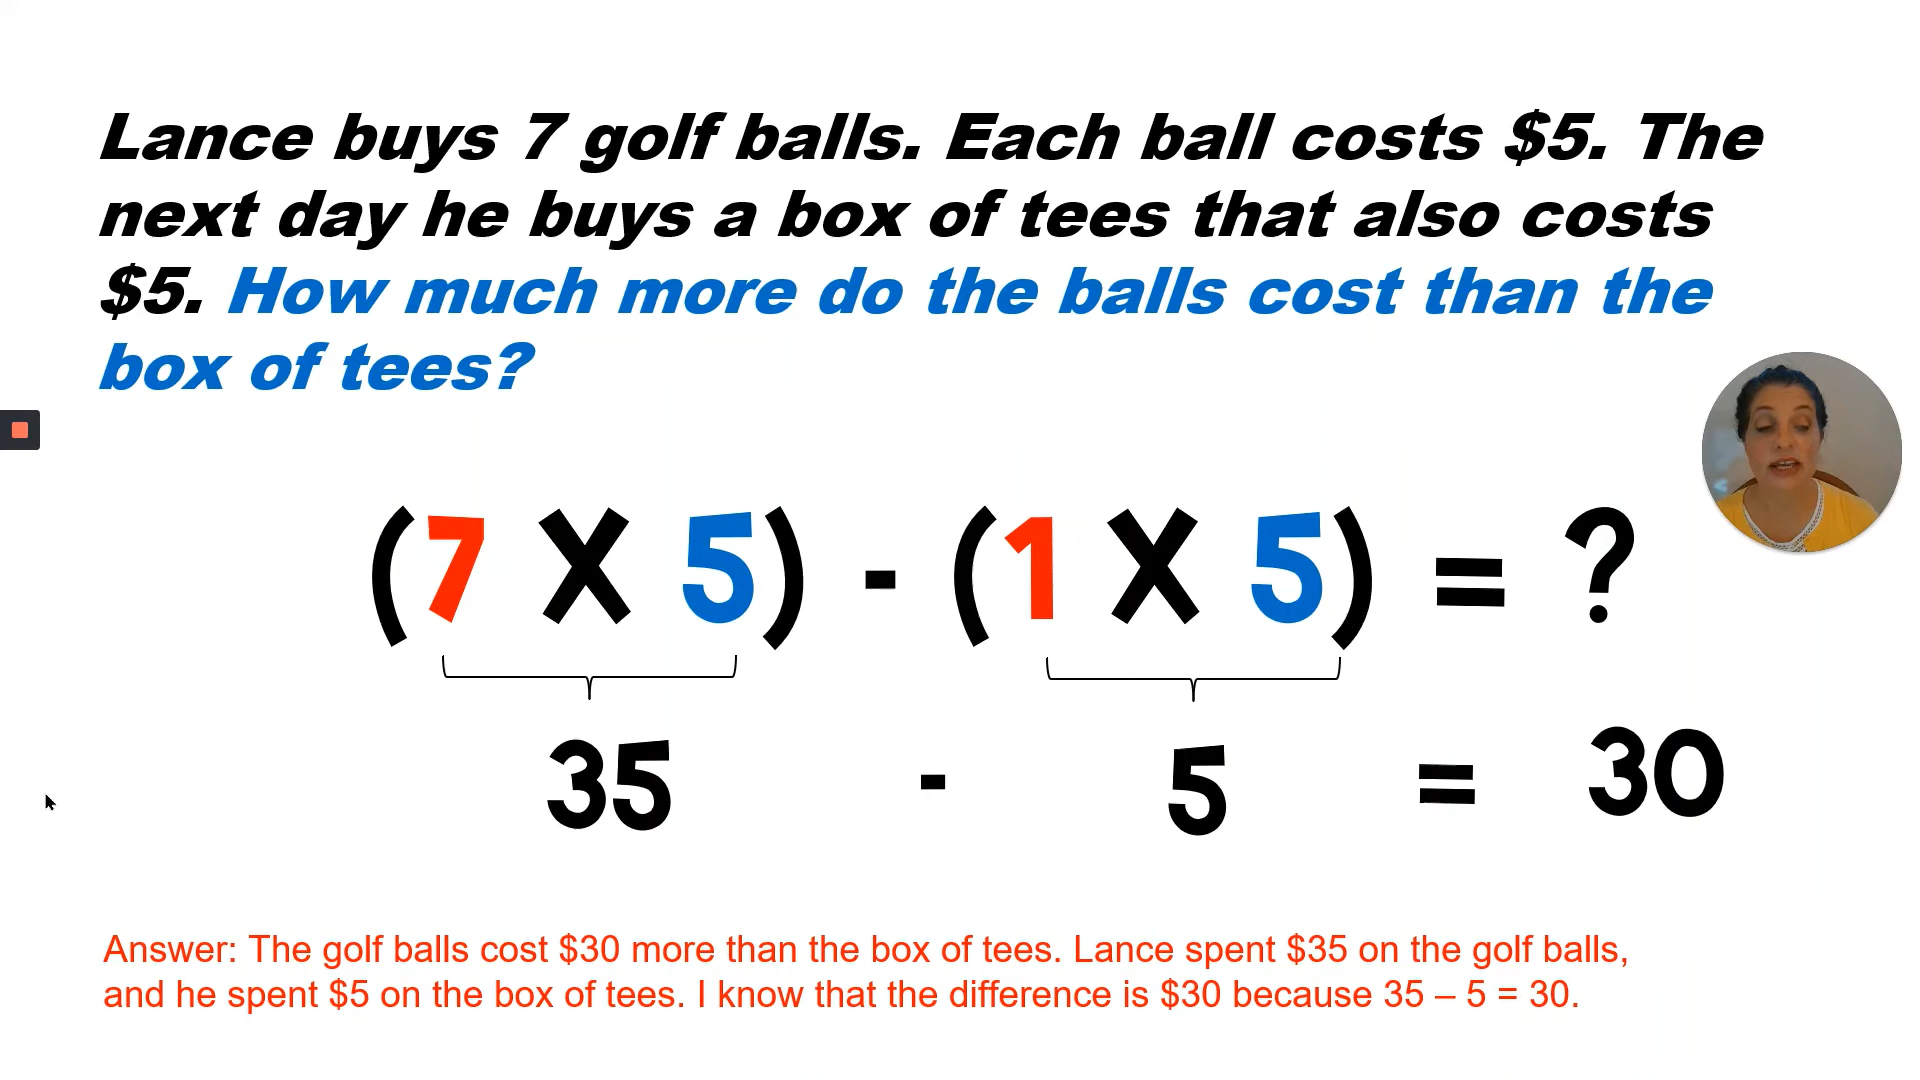 Lance buys 7 golf balls. Each ball costs $5. The
next day he buys a box of tees that also costs
$5. How much more do the balls cost than the
box of tees?
(7 X 5) - (1 X 5) = ?
35 - 5 = 30
Answer: The golf balls cost $30 more than the box of tees. Lance spent $35 on the golf balls,
and he spent $5 on the box of tees. I know that the difference is $30 because 35 – 5 = 30.